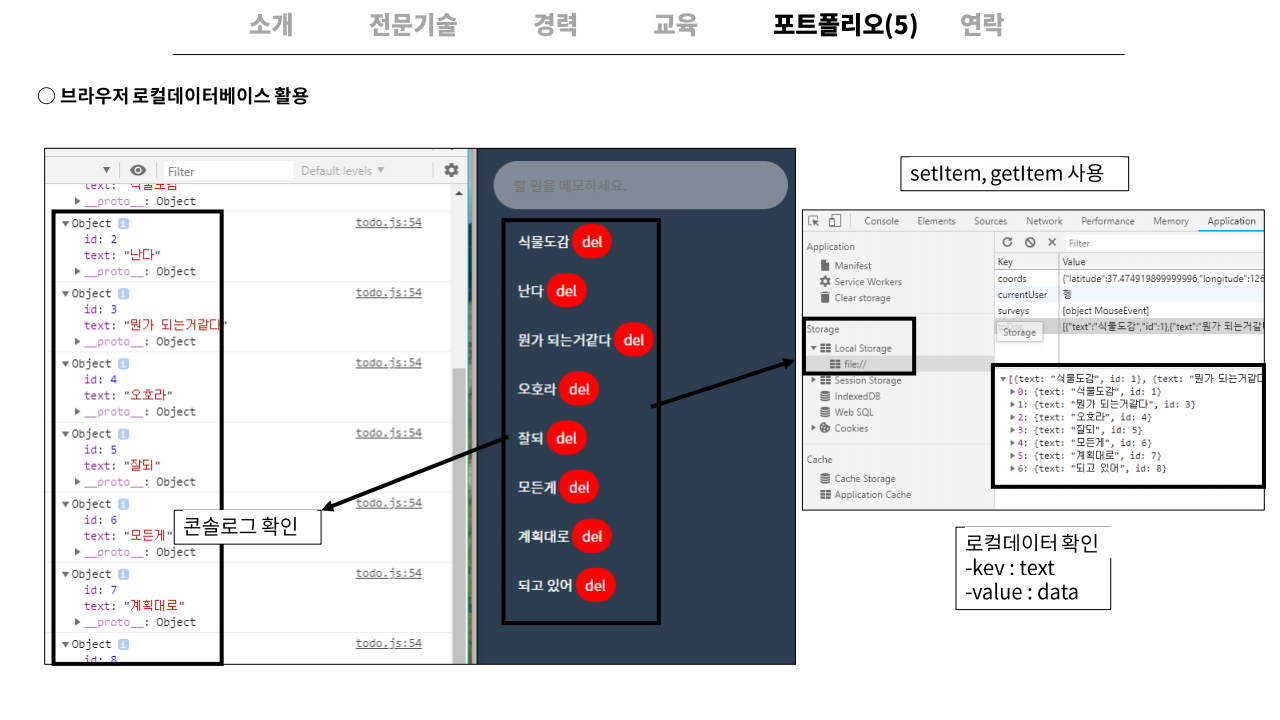 소개 전문기술 경력 교육 포트폴리오(5) 연락
○ 브라우저 로컬데이터베이스 활용
Filter Default levels ▼
text: "식물도감"
▶__proto__: Object
▼Object i todo.js:54
id: 2
text: "난다"
▶__proto__: Object
▼Object i todo.js:54
id: 3
text: "뭔가 되는거같다"
▶__proto__: Object
▼Object i todo.js:54
id: 4
text: "오호라"
▶__proto__: Object
▼Object i todo.js:54
id: 5
text: "잘되"
▶__proto__: Object
▼Object i todo.js:54
id: 6
text: "모든게"
▶__proto__: Object
▼Object i todo.js:54
id: 7
text: "계획대로"
▶__proto__: Object
▼Object i todo.js:54
id: 8
콘솔로그 확인
할 일을 메모하세요.
식물도감 del
난다 del
뭔가 되는거같다 del
오호라 del
잘되 del
모든게 del
계획대로 del
되고 있어 del
setItem, getItem 사용
Console Elements Sources Network Performance Memory Application
Application
Manifest
Service Workers
Clear storage
Storage
▼ Local Storage
file://
▶ Session Storage
IndexedDB
Web SQL
▶ Cookies
Cache
Cache Storage
Application Cache
Filter
Key Value
coords {"latitude":37.474919899999996,"longitude":126
currentUser 형
surveys [object MouseEvent]
[{"text":"식물도감","id":1},{"text":"뭔가 되는거같
Storage
▼[{text: "식물도감", id: 1}, {text: "뭔가 되는거같다
▶0: {text: "식물도감", id: 1}
▶1: {text: "뭔가 되는거같다", id: 3}
▶2: {text: "오호라", id: 4}
▶3: {text: "잘되", id: 5}
▶4: {text: "모든게", id: 6}
▶5: {text: "계획대로", id: 7}
▶6: {text: "되고 있어", id: 8}
로컬데이터 확인
-key : text
-value : data